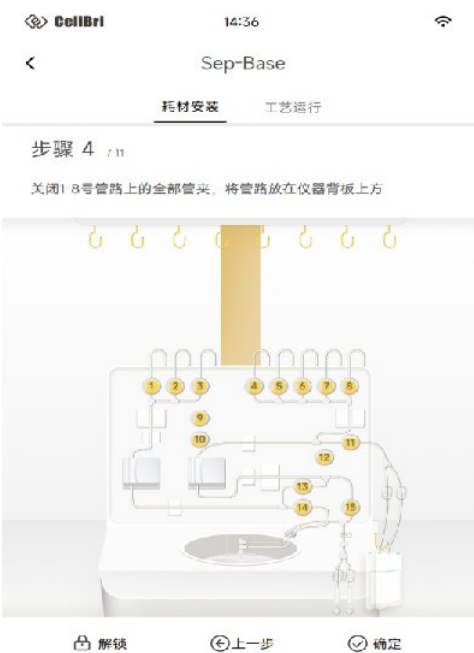 CellBri 14:36
Sep-Base
耗材安装 工艺运行
步骤 4 / 11
关闭1-8号管路上的全部管夹，将管路放在仪器背板上方
1 2 3 4 5 6 7 8
9
10 11
12
13
14 15
解锁 上一步 确定